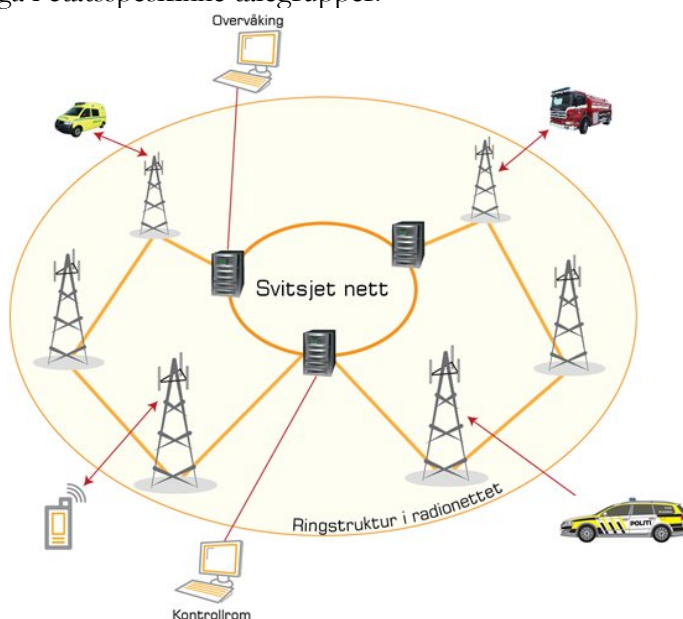 Overvåking
Svitsjet nett
Ringstruktur i radionettet
POLITI
Kontrollrom